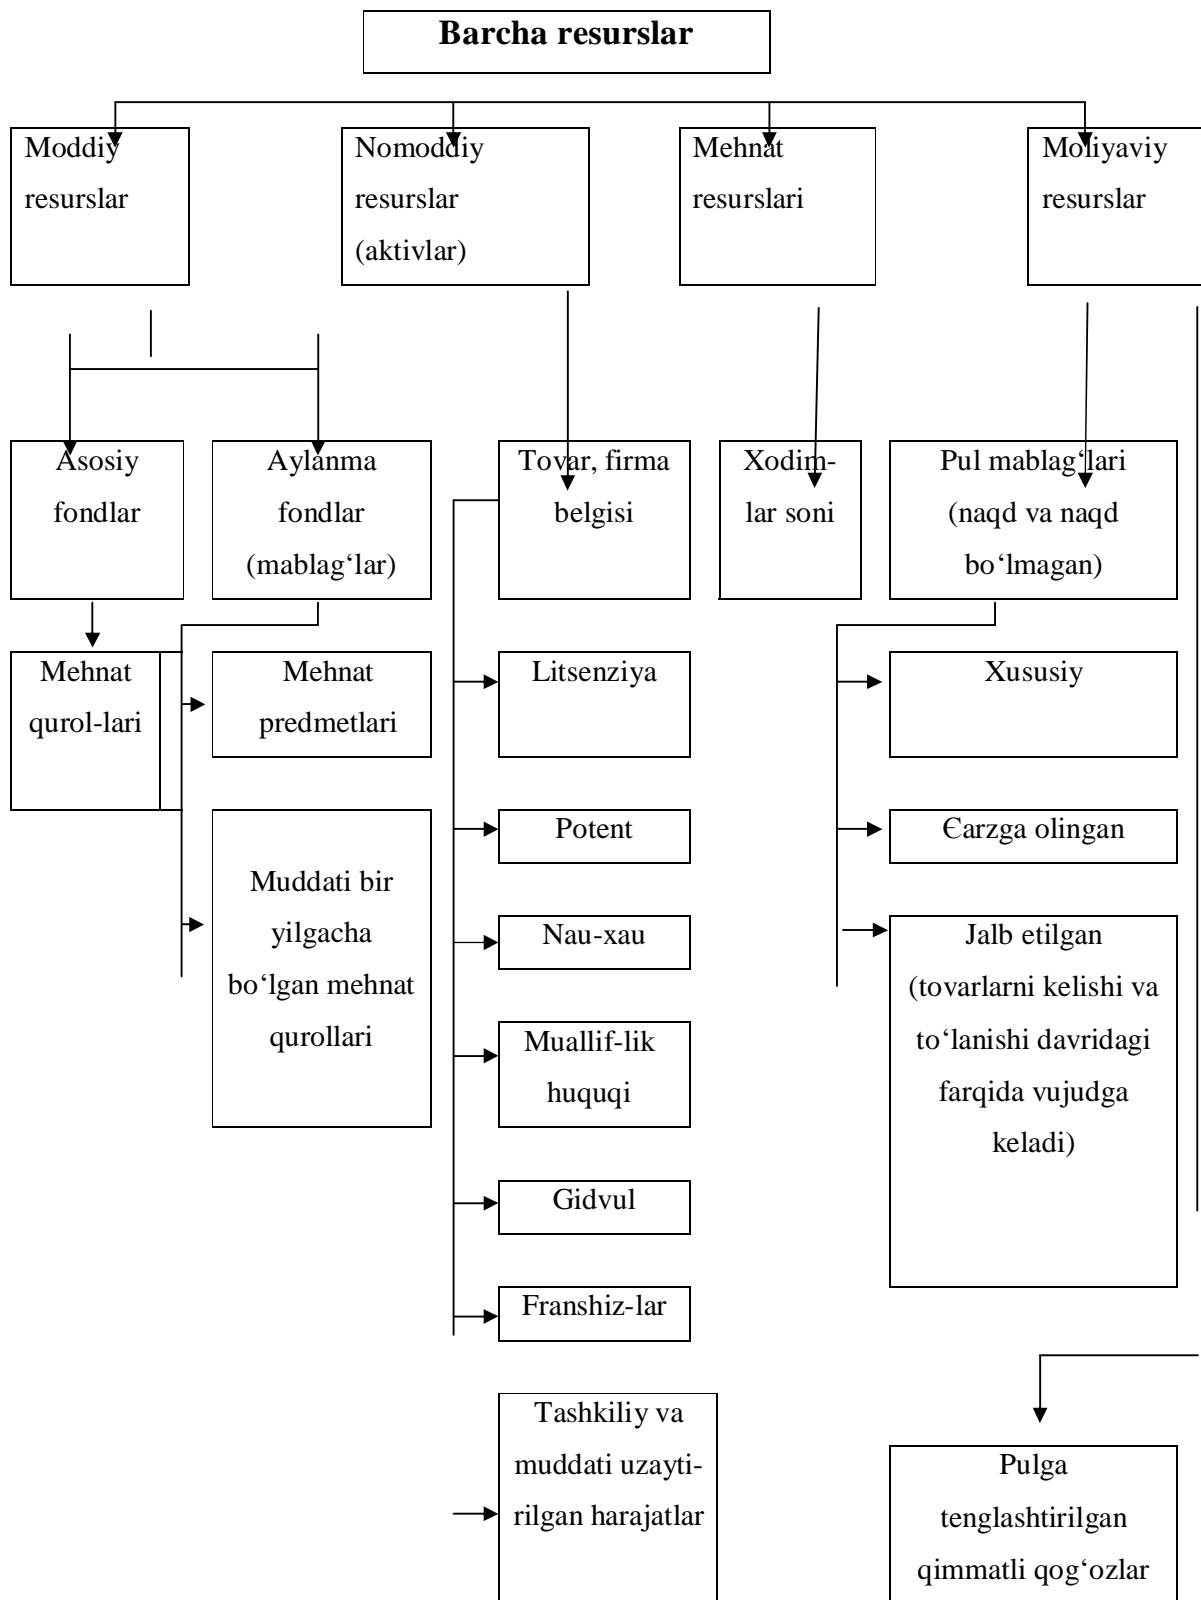 Barcha resurslar
Moddiy
resurslar
Nomoddiy
resurslar
(aktivlar)
Mehnat
resurslari
Moliyaviy
resurslar
Asosiy
fondlar
Aylanma
fondlar
(mablag‘lar)
Tovar, firma
belgisi
Xodim-
lar soni
Pul mablag‘lari
(naqd va naqd
bo‘lmagan)
Mehnat
qurol-lari
Mehnat
predmetlari
Litsenziya
Xususiy
Potent
Єarzga olingan
Muddati bir
yilgacha
bo‘lgan mehnat
qurollari
Nau-xau
Jalb etilgan
(tovarlarni kelishi va
to‘lanishi davridagi
farqida vujudga
keladi)
Muallif-lik
huquqi
Gidvul
Franshiz-lar
Tashkiliy va
muddati uzayti-
rilgan harajatlar
Pulga
tenglashtirilgan
qimmatli qog‘ozlar